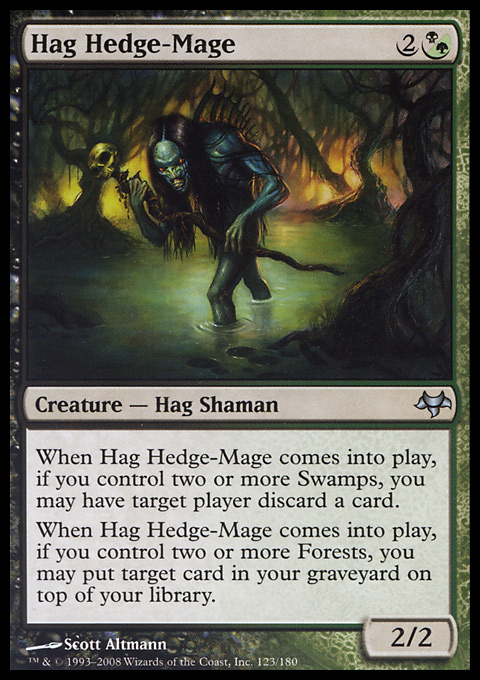 Hag Hedge-Mage 2
Creature — Hag Shaman
When Hag Hedge-Mage comes into play,
if you control two or more Swamps, you
may have target player discard a card.
When Hag Hedge-Mage comes into play,
if you control two or more Forests, you
may put target card in your graveyard on
top of your library.
Scott Altmann
2/2
™ & © 1993–2008 Wizards of the Coast, Inc. 123/180